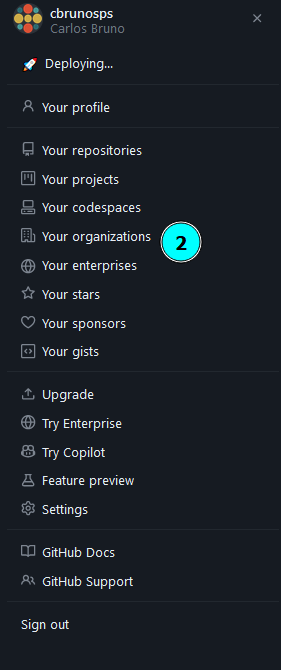 cbrunosps
Carlos Bruno
Deploying...
Your profile
Your repositories
Your projects
Your codespaces
Your organizations
2
Your enterprises
Your stars
Your sponsors
Your gists
Upgrade
Try Enterprise
Try Copilot
Feature preview
Settings
GitHub Docs
GitHub Support
Sign out